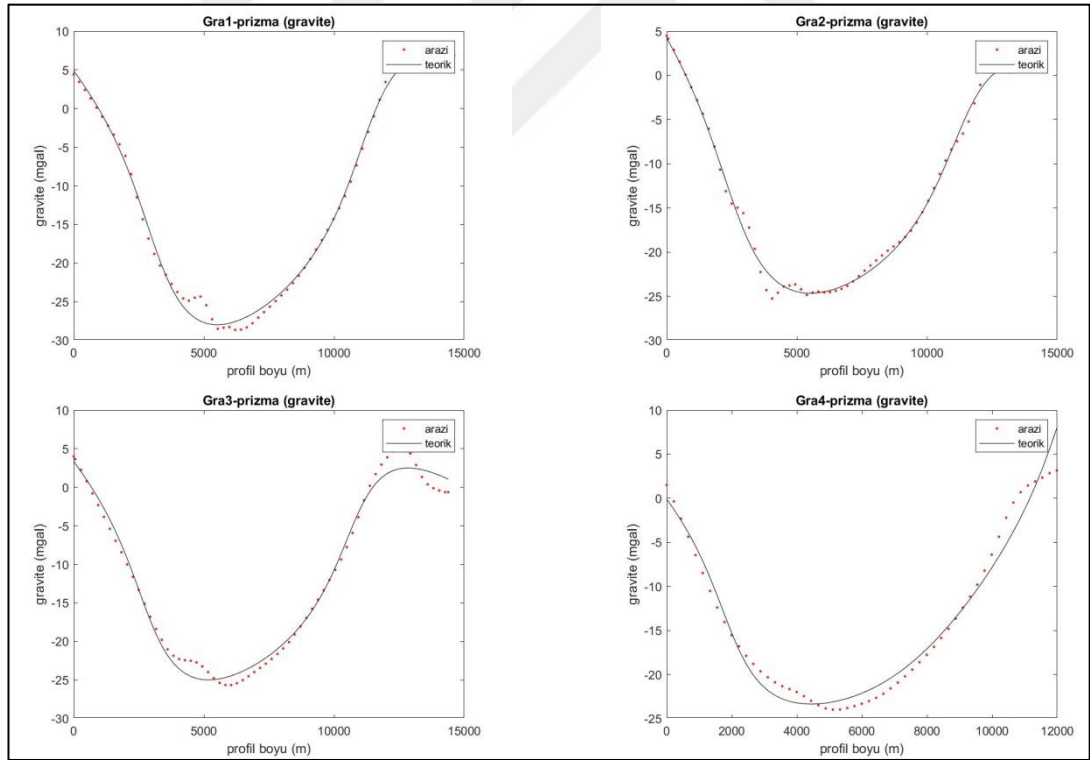 Gra1-prizma (gravite)
10
5
0
-5
-10
-15
-20
-25
-30
gravite (mgal)
arazi
teorik
0 5000 10000 15000
profil boyu (m)
Gra2-prizma (gravite)
5
0
-5
-10
-15
-20
-25
-30
gravite (mgal)
arazi
teorik
0 5000 10000 15000
profil boyu (m)
Gra3-prizma (gravite)
10
5
0
-5
-10
-15
-20
-25
-30
gravite (mgal)
arazi
teorik
0 5000 10000 15000
profil boyu (m)
Gra4-prizma (gravite)
10
5
0
-5
-10
-15
-20
-25
gravite (mgal)
arazi
teorik
0 2000 4000 6000 8000 10000 12000
profil boyu (m)